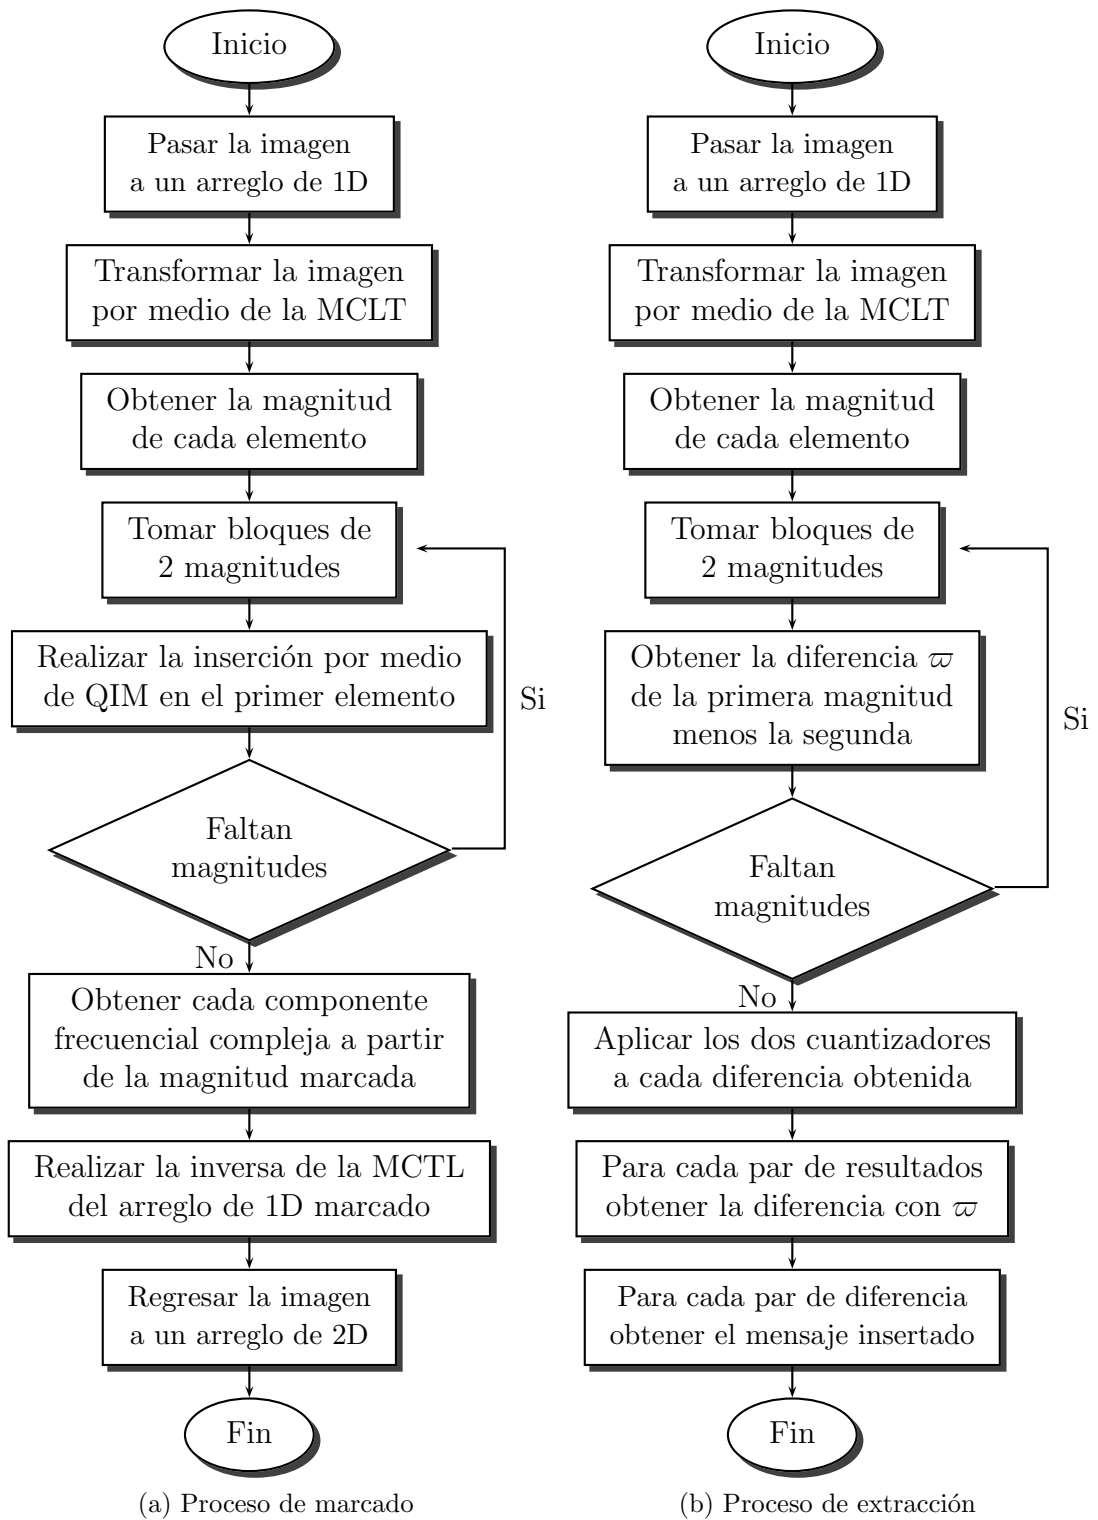 Inicio
Pasar la imagen
a un arreglo de 1D
Transformar la imagen
por medio de la MCLT
Obtener la magnitud
de cada elemento
Tomar bloques de
2 magnitudes
Realizar la inserción por medio
de QIM en el primer elemento
Si
Faltan
magnitudes
No
Obtener cada componente
frecuencial compleja a partir
de la magnitud marcada
Realizar la inversa de la MCTL
del arreglo de 1D marcado
Regresar la imagen
a un arreglo de 2D
Fin
(a) Proceso de marcado
Inicio
Pasar la imagen
a un arreglo de 1D
Transformar la imagen
por medio de la MCLT
Obtener la magnitud
de cada elemento
Tomar bloques de
2 magnitudes
Obtener la diferencia ϖ
de la primera magnitud
menos la segunda
Si
Faltan
magnitudes
No
Aplicar los dos cuantizadores
a cada diferencia obtenida
Para cada par de resultados
obtener la diferencia con ϖ
Para cada par de diferencia
obtener el mensaje insertado
Fin
(b) Proceso de extracción